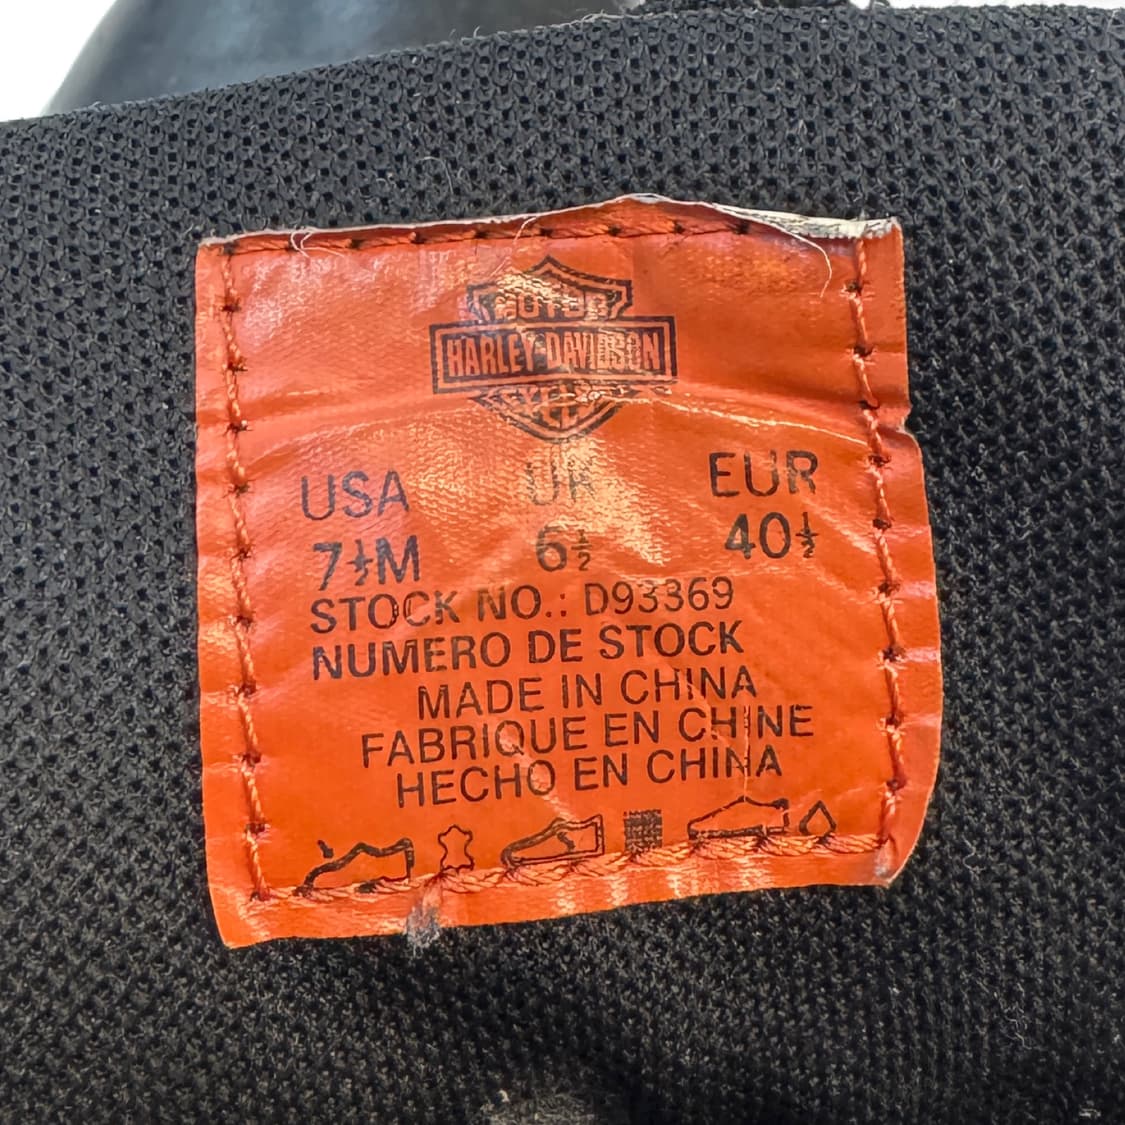 MOTOR
HARLEY-DAVIDSON
CYCLES
USA UK EUR
7½M 6½ 40½
STOCK NO.: D93369
NUMERO DE STOCK
MADE IN CHINA
FABRIQUE EN CHINE
HECHO EN CHINA